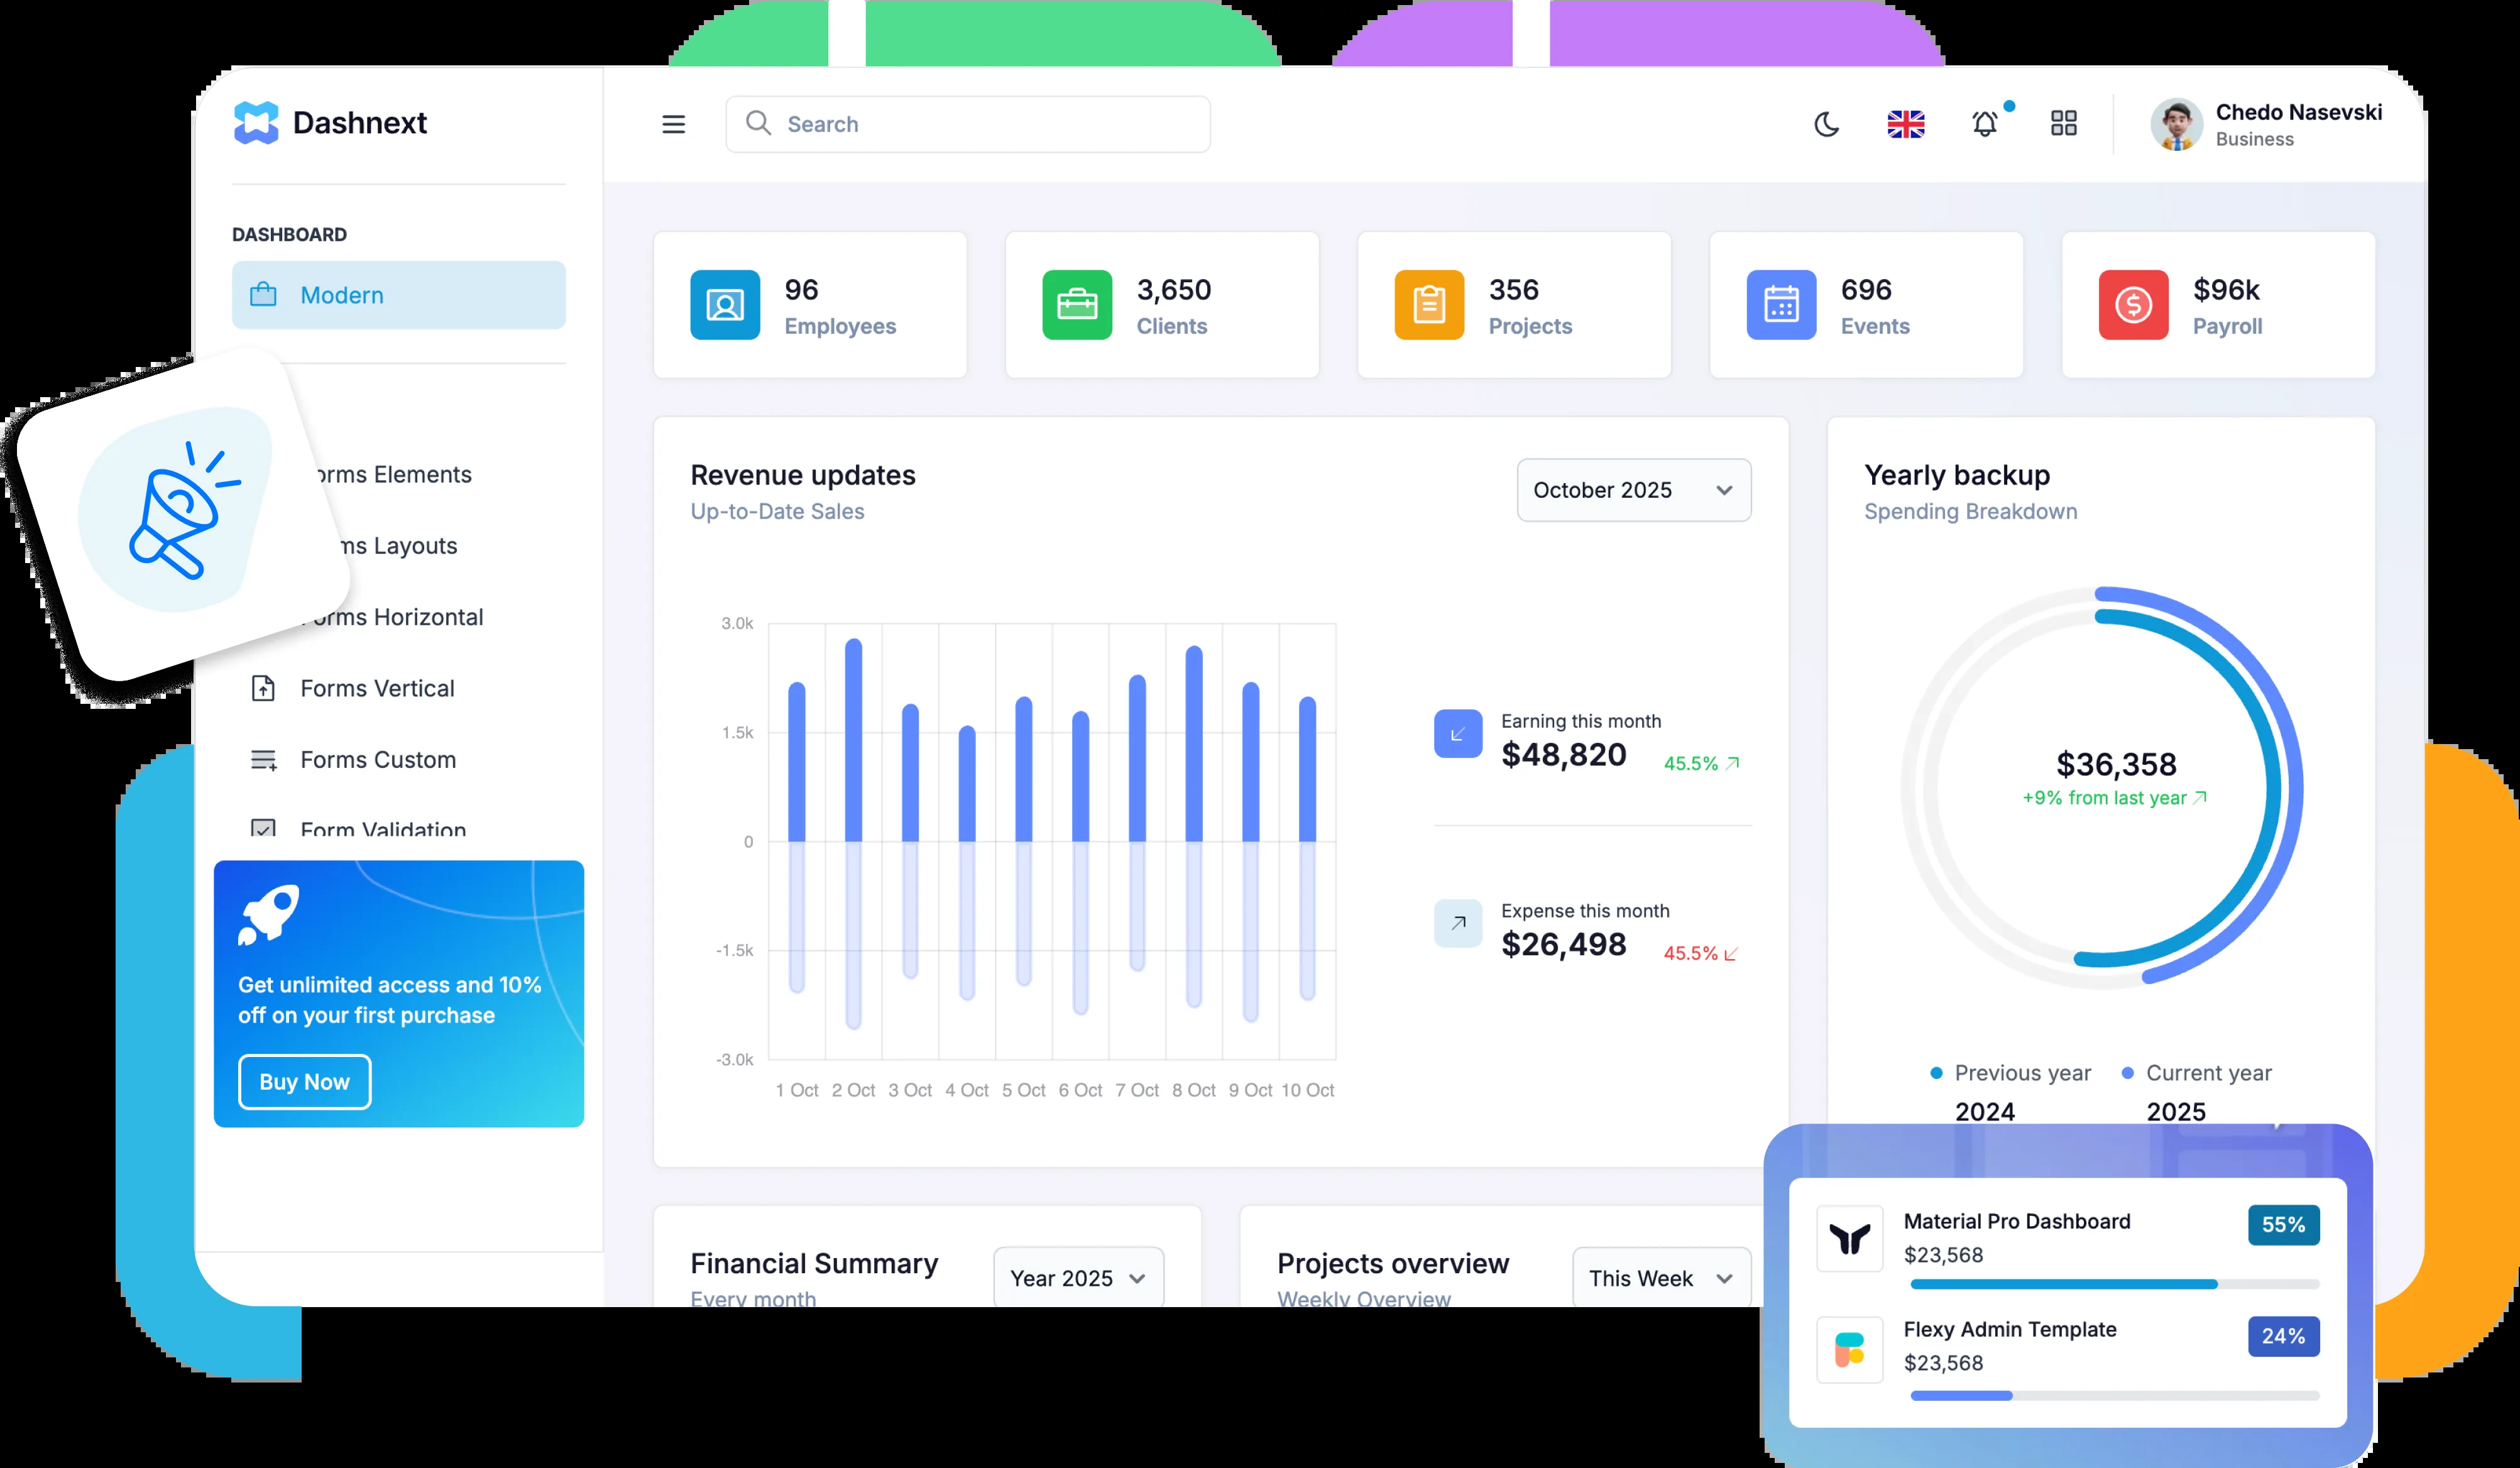 Dashnext
Search
Chedo Nasevski
Business
DASHBOARD
Modern
orms Elements
ms Layouts
orms Horizontal
Forms Vertical
Forms Custom
Form Validation
Get unlimited access and 10%
off on your first purchase
Buy Now
96
Employees
3,650
Clients
356
Projects
696
Events
$96k
Payroll
Revenue updates
Up-to-Date Sales
October 2025
3.0k
1.5k
0
-1.5k
-3.0k
1 Oct 2 Oct 3 Oct 4 Oct 5 Oct 6 Oct 7 Oct 8 Oct 9 Oct 10 Oct
Earning this month
$48,820 45.5%
Expense this month
$26,498 45.5%
Yearly backup
Spending Breakdown
$36,358
+9% from last year
Previous year
2024
Current year
2025
Financial Summary
Every month
Year 2025
Projects overview
Weekly Overview
This Week
Material Pro Dashboard
$23,568
55%
Flexy Admin Template
$23,568
24%